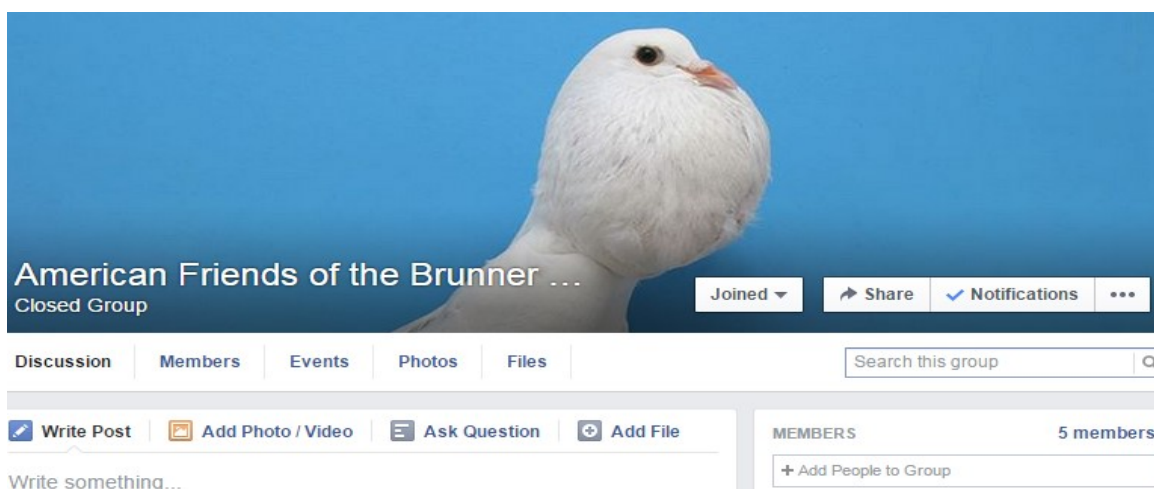 American Friends of the Brunner ...
Closed Group
Joined
Share
Notifications
Discussion
Members
Events
Photos
Files
Search this group
Write Post
Add Photo / Video
Ask Question
Add File
Write something...
MEMBERS
5 members
+ Add People to Group